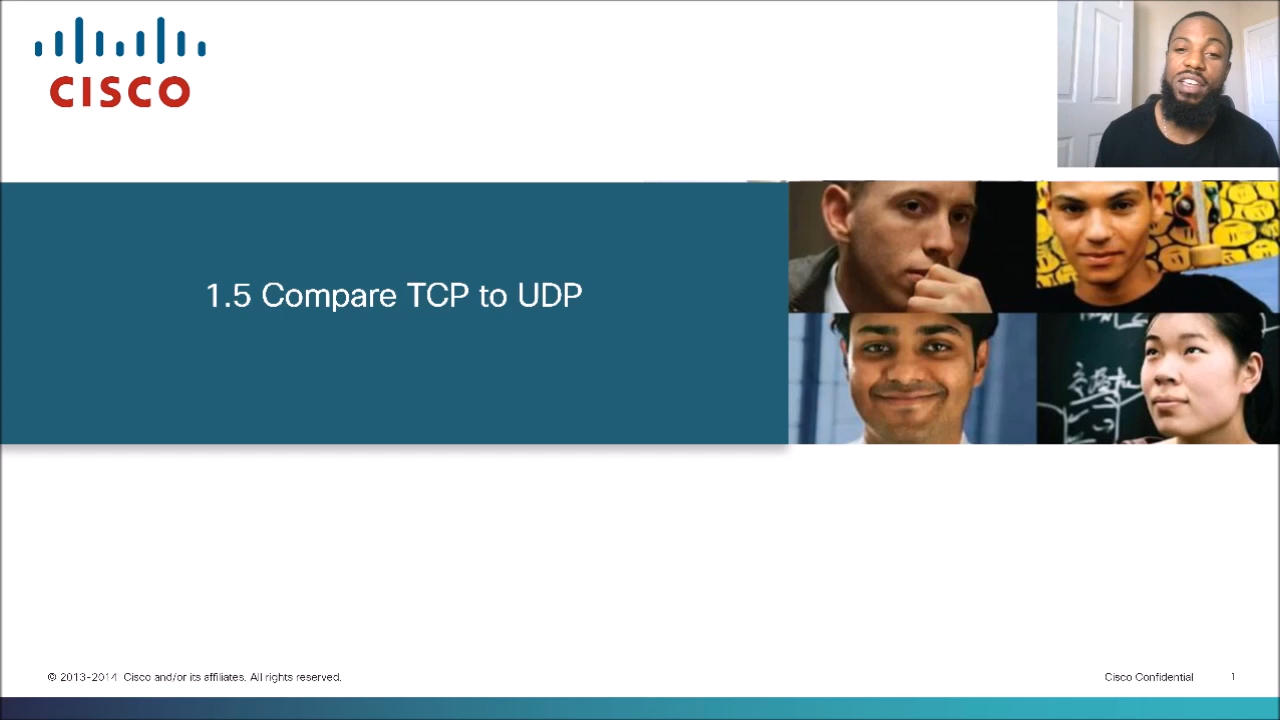 CISCO
1.5 Compare TCP to UDP
© 2013-2014 Cisco and/or its affiliates. All rights reserved.
Cisco Confidential
1